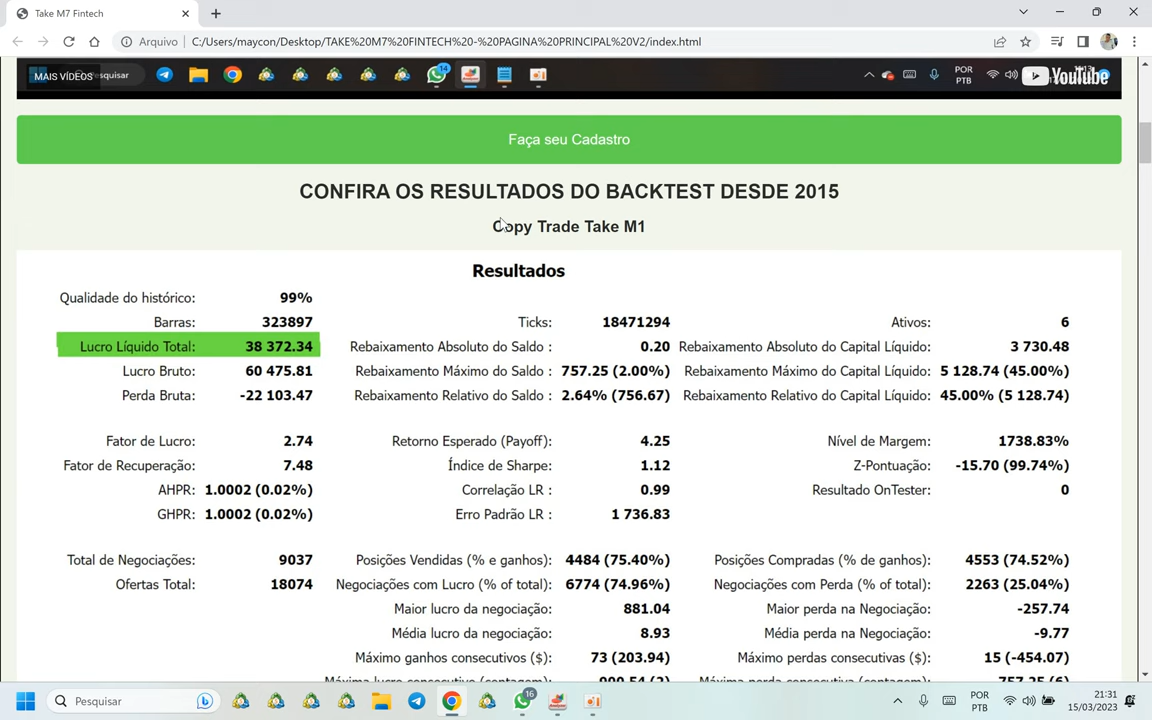 Take M7 Fintech
Arquivo
C:/Users/maycon/Desktop/TAKE%20M7%20FINTECH%20-%20PAGINA%20PRINCIPAL%20V2/index.html
MAIS VÍDEOS
14
POR
PTB
YouTube
Faça seu Cadastro
CONFIRA OS RESULTADOS DO BACKTEST DESDE 2015
Copy Trade Take M1
Resultados
Qualidade do histórico: 99%
Barras: 323897 Ticks: 18471294 Ativos: 6
Lucro Líquido Total: 38 372.34 Rebaixamento Absoluto do Saldo : 0.20 Rebaixamento Absoluto do Capital Líquido: 3 730.48
Lucro Bruto: 60 475.81 Rebaixamento Máximo do Saldo : 757.25 (2.00%) Rebaixamento Máximo do Capital Líquido: 5 128.74 (45.00%)
Perda Bruta: -22 103.47 Rebaixamento Relativo do Saldo : 2.64% (756.67) Rebaixamento Relativo do Capital Líquido: 45.00% (5 128.74)
Fator de Lucro: 2.74 Retorno Esperado (Payoff): 4.25 Nível de Margem: 1738.83%
Fator de Recuperação: 7.48 Índice de Sharpe: 1.12 Z-Pontuação: -15.70 (99.74%)
AHPR: 1.0002 (0.02%) Correlação LR : 0.99 Resultado OnTester: 0
GHPR: 1.0002 (0.02%) Erro Padrão LR : 1 736.83
Total de Negociações: 9037 Posições Vendidas (% e ganhos): 4484 (75.40%) Posições Compradas (% de ganhos): 4553 (74.52%)
Ofertas Total: 18074 Negociações com Lucro (% of total): 6774 (74.96%) Negociações com Perda (% of total): 2263 (25.04%)
Maior lucro da negociação: 881.04 Maior perda na Negociação: -257.74
Média lucro da negociação: 8.93 Média perda na Negociação: -9.77
Máximo ganhos consecutivos ($): 73 (203.94) Máximo perdas consecutivas ($): 15 (-454.07)
Pesquisar
16
POR
PTB
21:31
15/03/2023